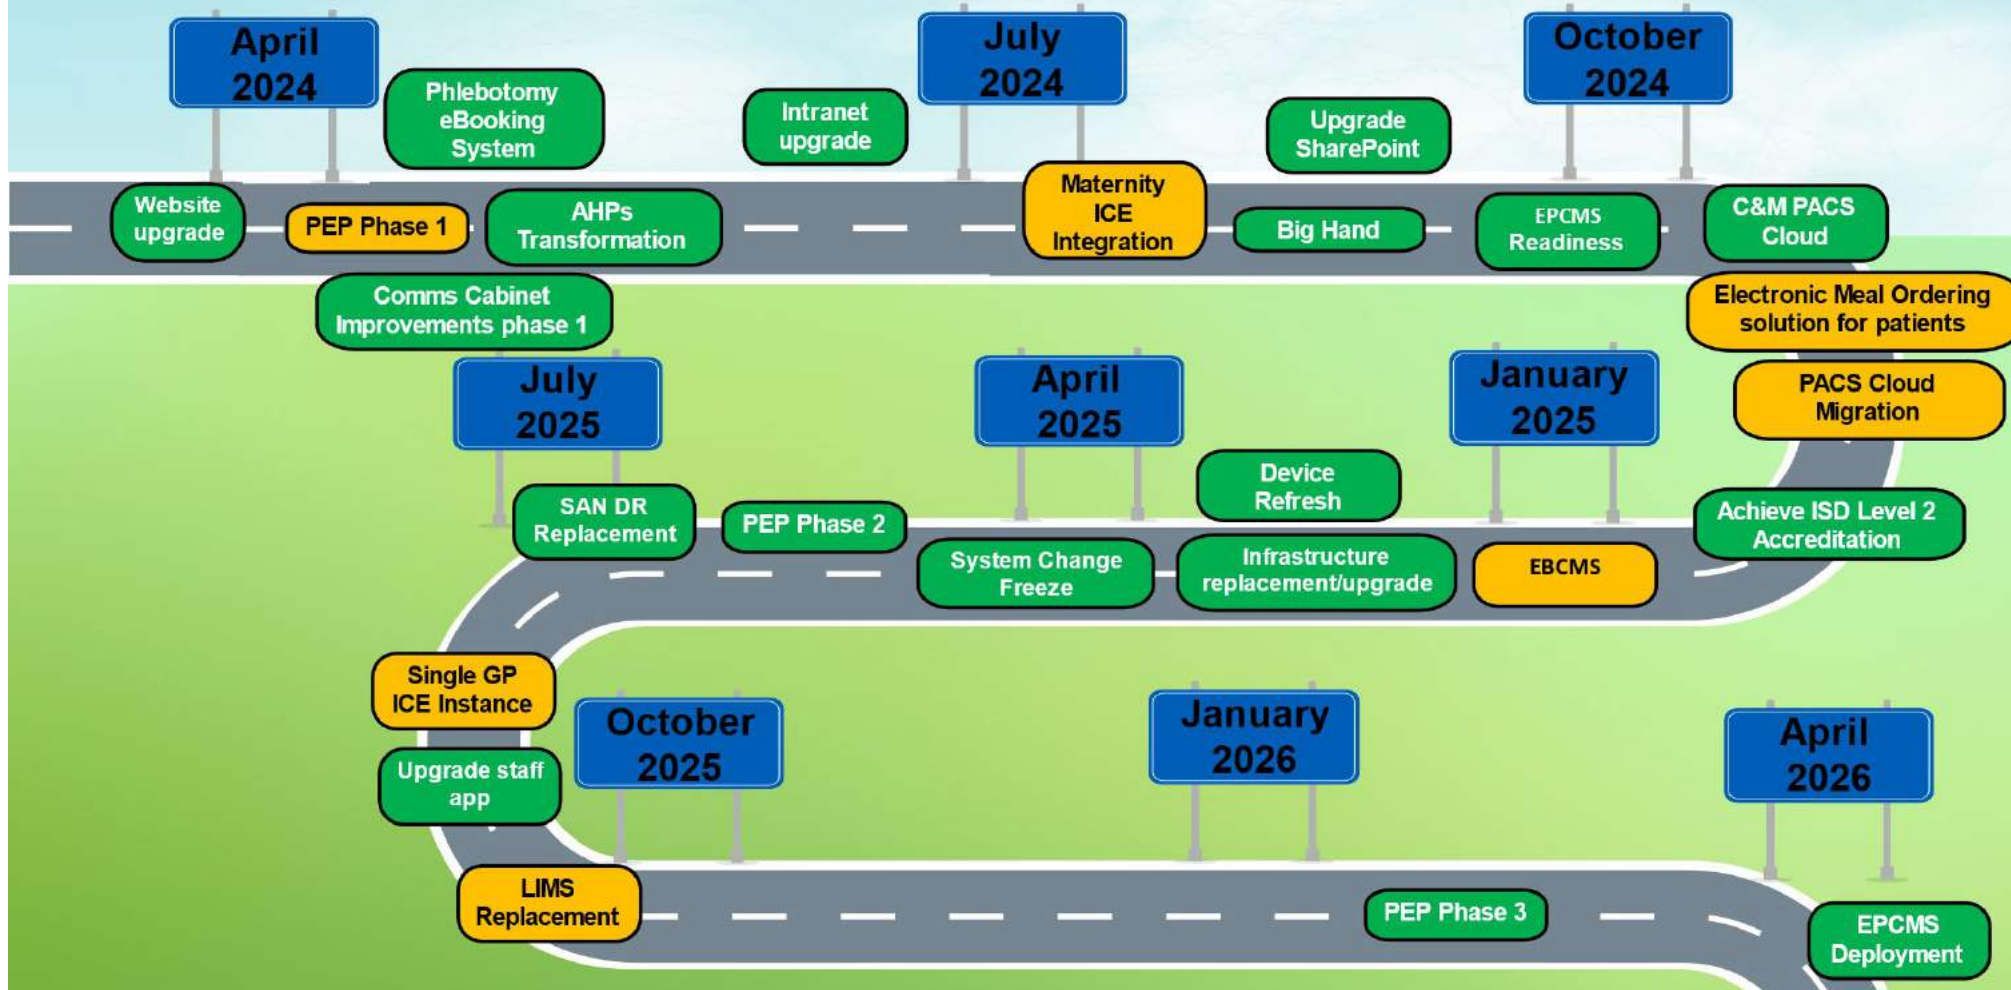 April
2024
July
2024
October
2024
Phlebotomy
eBooking
System
Intranet
upgrade
Upgrade
SharePoint
Website
upgrade
PEP Phase 1
AHPs
Transformation
Maternity
ICE
Integration
Big Hand
EPCMS
Readiness
C&M PACS
Cloud
Comms Cabinet
Improvements phase 1
Electronic Meal Ordering
solution for patients
PACS Cloud
Migration
January
2025
April
2025
July
2025
Achieve ISD Level 2
Accreditation
EBCMS
Device
Refresh
Infrastructure
replacement/upgrade
System Change
Freeze
PEP Phase 2
SAN DR
Replacement
Single GP
ICE Instance
Upgrade staff
app
October
2025
January
2026
April
2026
LIMS
Replacement
PEP Phase 3
EPCMS
Deployment